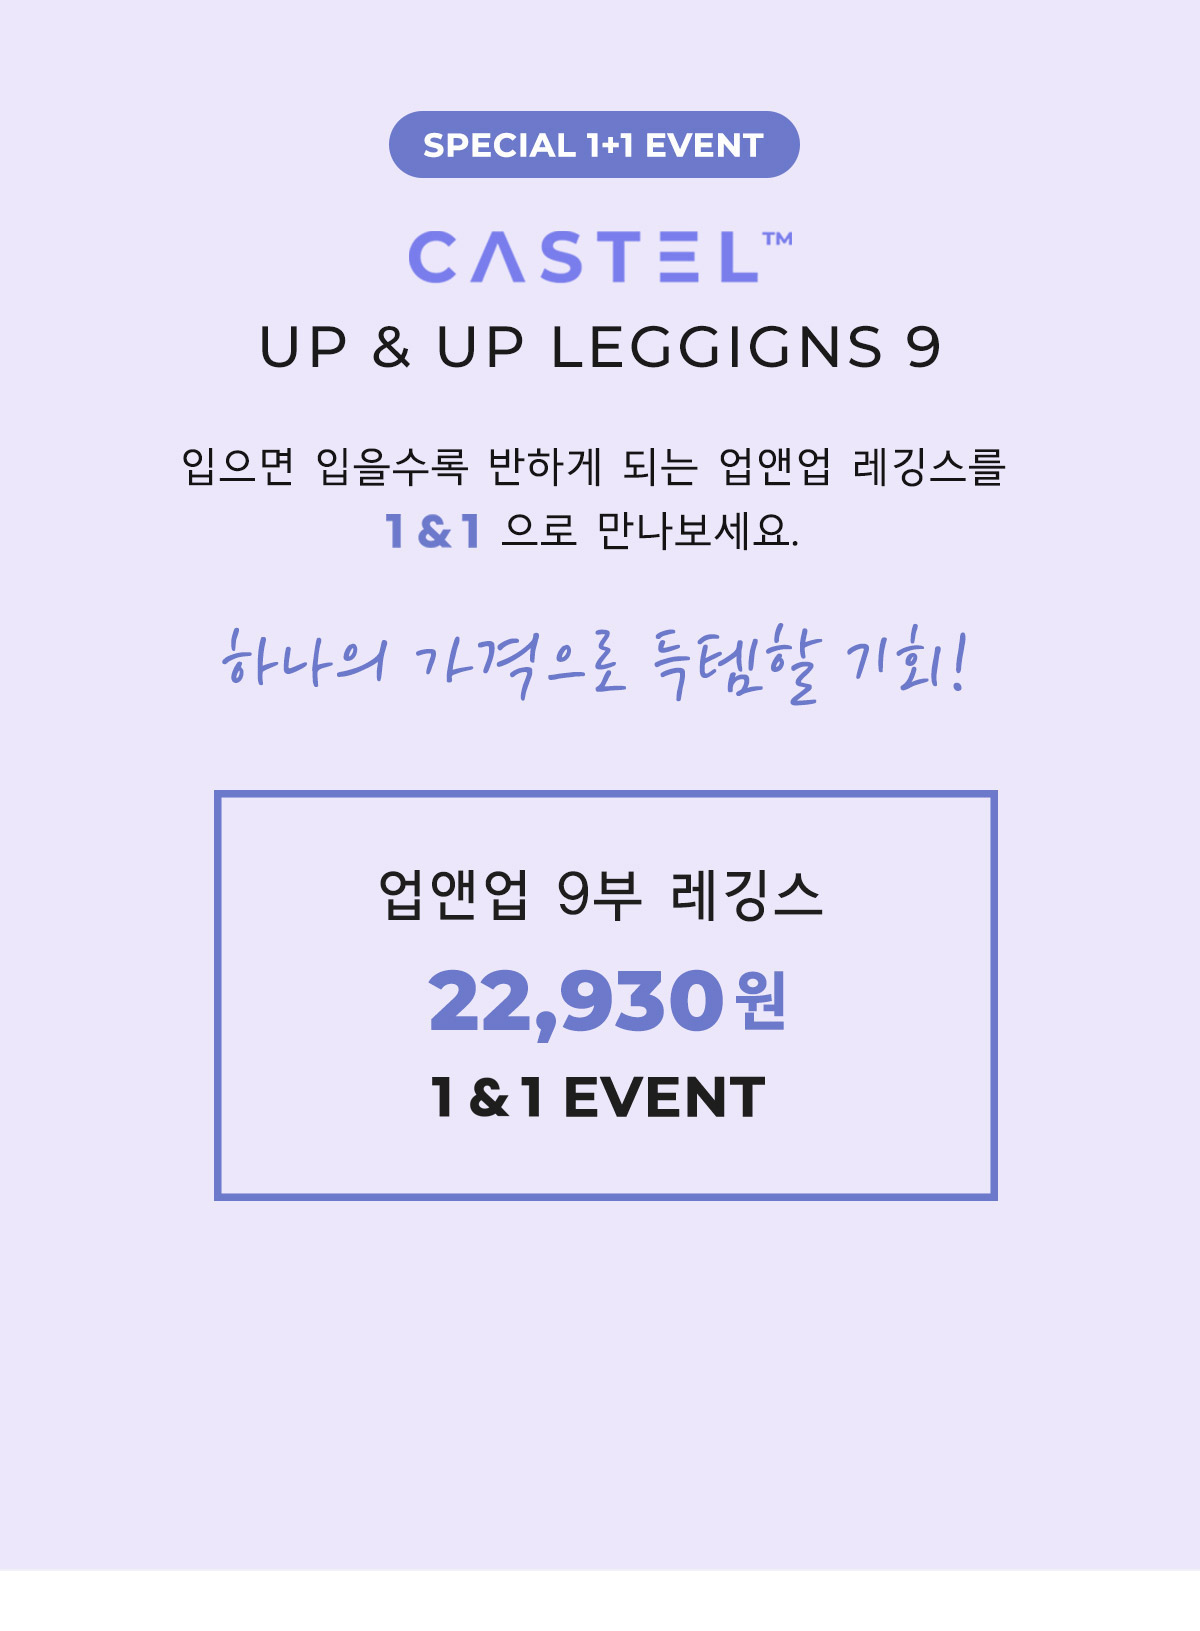 SPECIAL 1+1 EVENT
CASTEL™
UP & UP LEGGIGNS 9
입으면 입을수록 반하게 되는 업앤업 레깅스를
1 & 1 으로 만나보세요.
하나의 가격으로 득템할 기회!
업앤업 9부 레깅스
22,930원
1 & 1 EVENT